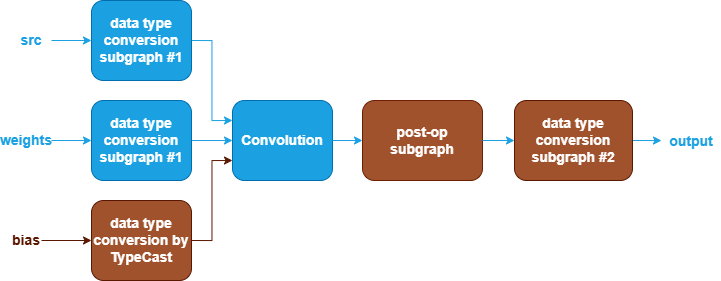 src
data type
conversion
subgraph #1
weights
data type
conversion
subgraph #1
Convolution
post-op
subgraph
data type
conversion
subgraph #2
output
bias
data type
conversion by
TypeCast